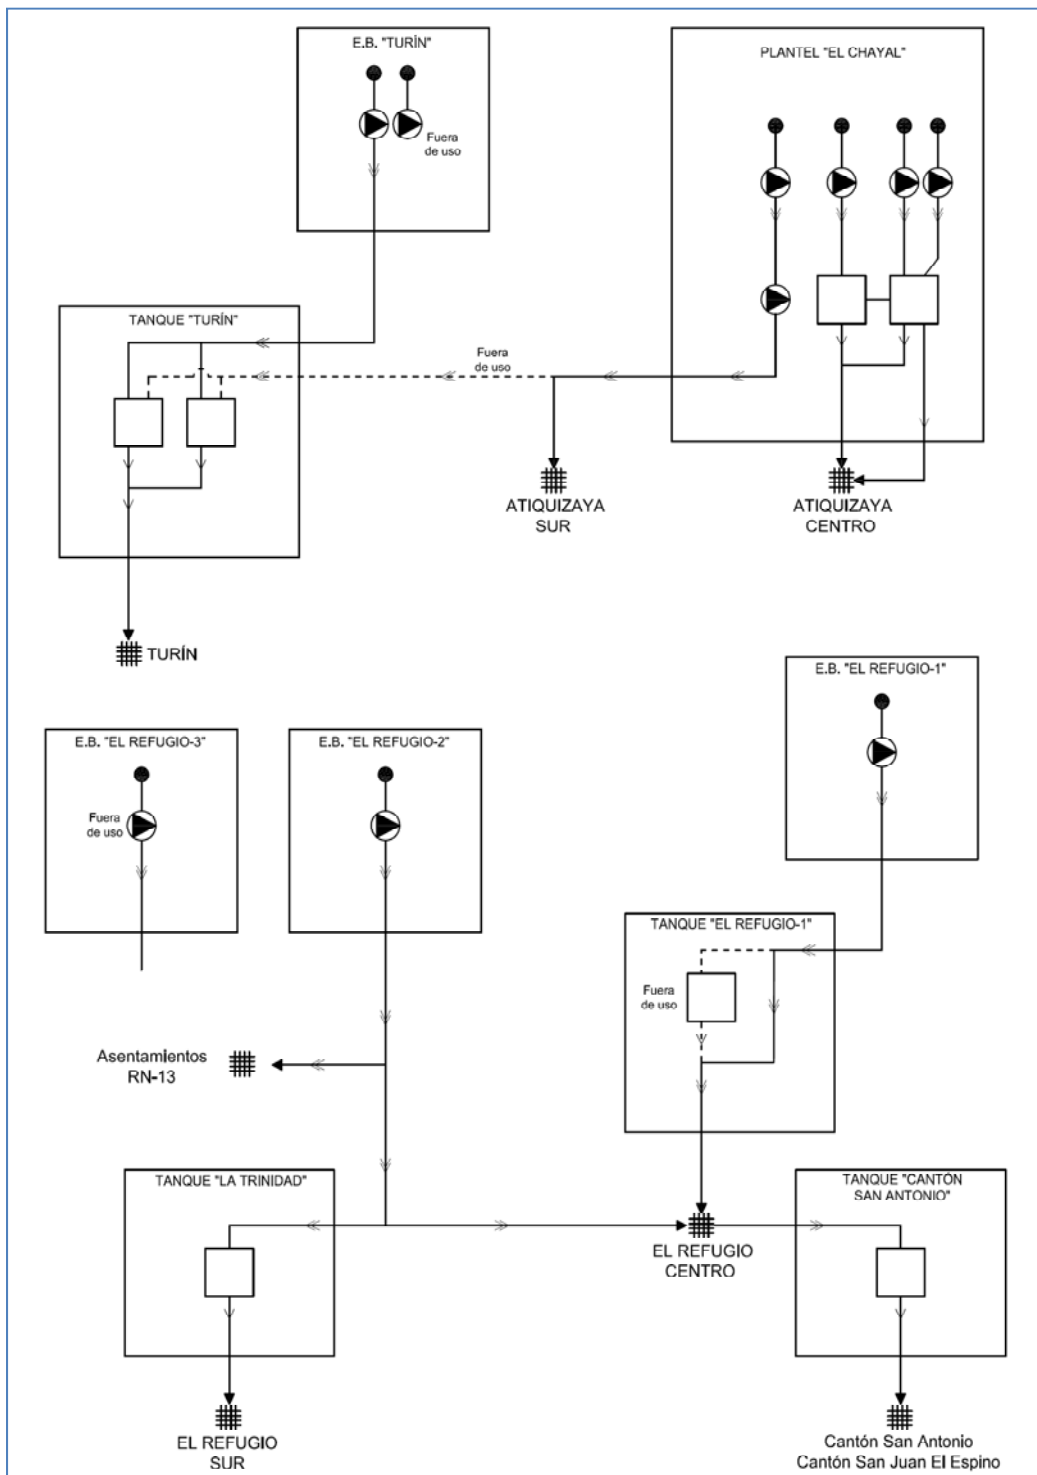 E.B. "TURÍN"
Fuera
de uso
PLANTEL "EL CHAYAL"
TANQUE "TURÍN"
Fuera
de uso
ATIQUIZAYA
SUR
ATIQUIZAYA
CENTRO
TURÍN
E.B. "EL REFUGIO-1"
E.B. "EL REFUGIO-3"
Fuera
de uso
E.B. "EL REFUGIO-2"
TANQUE "EL REFUGIO-1"
Fuera
de uso
Asentamientos
RN-13
TANQUE "LA TRINIDAD"
TANQUE "CANTÓN
SAN ANTONIO"
EL REFUGIO
CENTRO
EL REFUGIO
SUR
Cantón San Antonio
Cantón San Juan El Espino